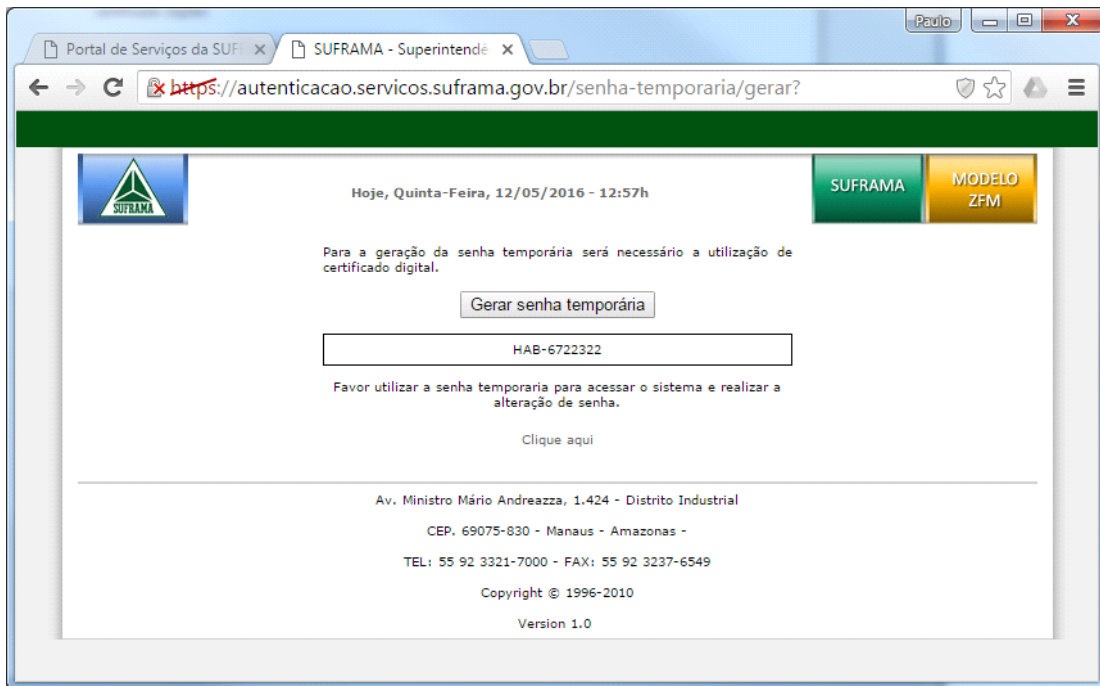 Paulo
Portal de Serviços da SUF
SUFRAMA - Superintendê
https://autenticacao.servicos.suframa.gov.br/senha-temporaria/gerar?
SUFRAMA
Hoje, Quinta-Feira, 12/05/2016 - 12:57h
SUFRAMA
MODELO
ZFM
Para a geração da senha temporária será necessário a utilização de
certificado digital.
Gerar senha temporária
HAB-6722322
Favor utilizar a senha temporaria para acessar o sistema e realizar a
alteração de senha.
Clique aqui
Av. Ministro Mário Andreazza, 1.424 - Distrito Industrial
CEP. 69075-830 - Manaus - Amazonas -
TEL: 55 92 3321-7000 - FAX: 55 92 3237-6549
Copyright © 1996-2010
Version 1.0